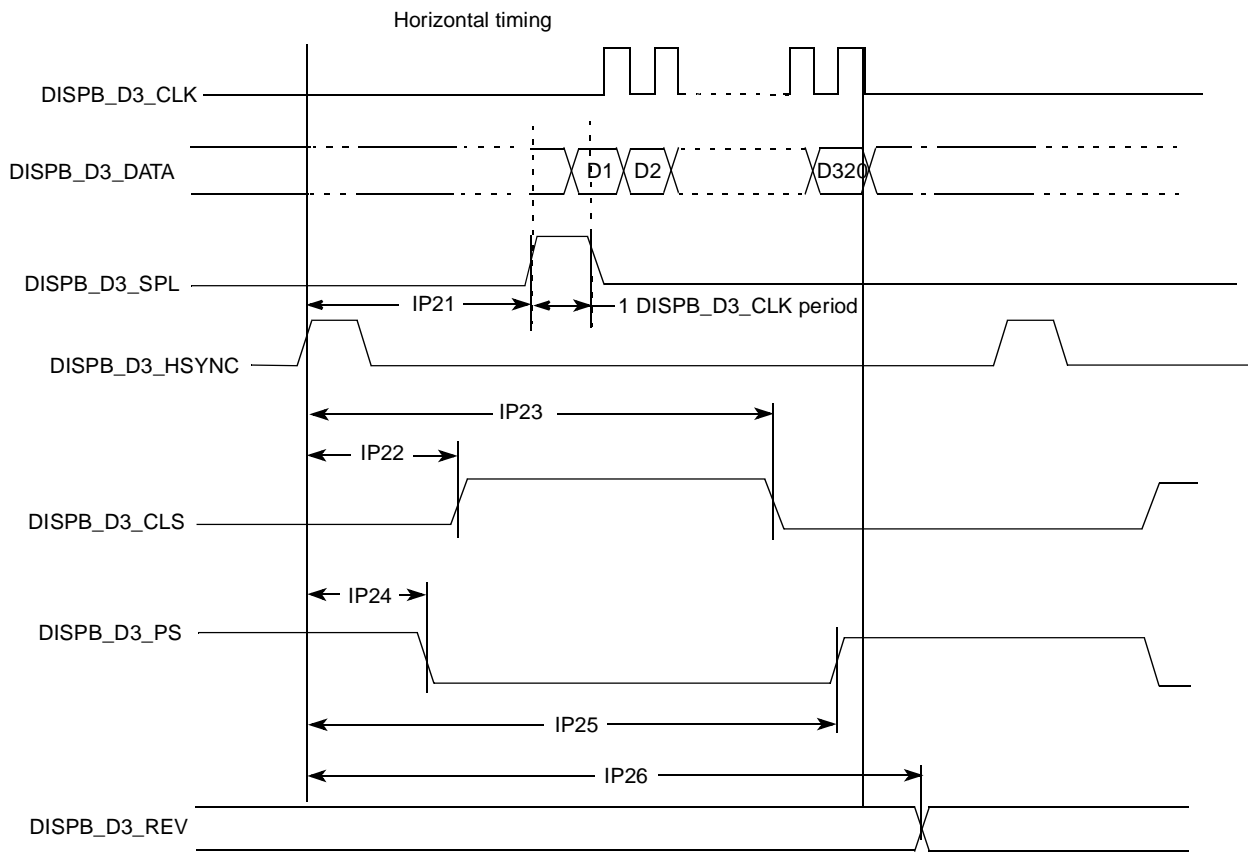 Horizontal timing
DISPB_D3_CLK
DISPB_D3_DATA
D1
D2
D320
DISPB_D3_SPL
IP21
1 DISPB_D3_CLK period
DISPB_D3_HSYNC
IP23
IP22
DISPB_D3_CLS
IP24
DISPB_D3_PS
IP25
IP26
DISPB_D3_REV